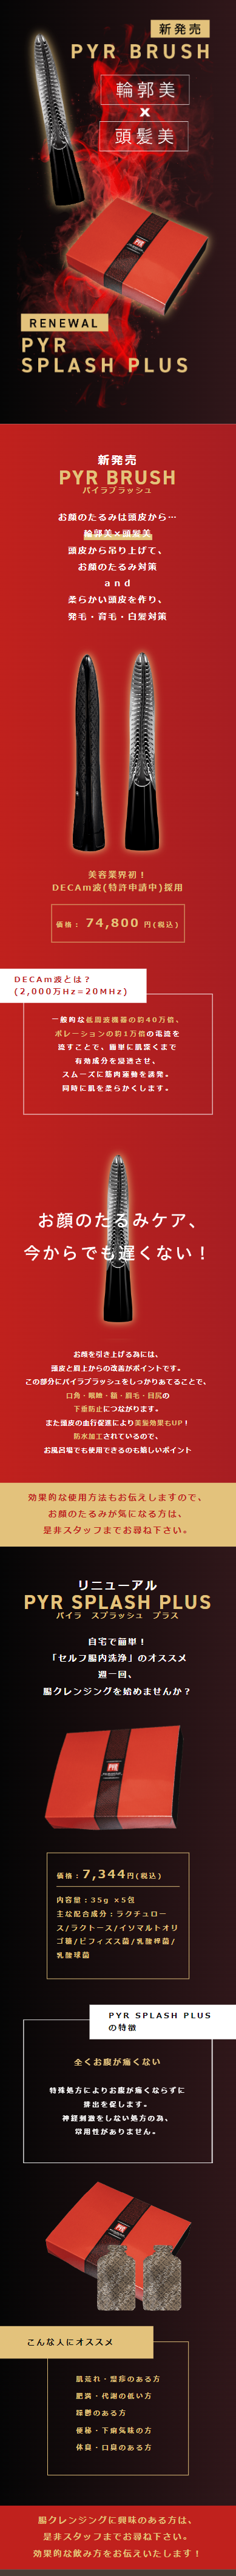 新発売
PYR BRUSH
輪郭美
×
頭髪美
RENEWAL
PYR
SPLASH PLUS
新発売
PYR BRUSH
パイラブラッシュ
お顔のたるみは頭皮から…
輪郭美×頭髪美
頭皮から吊り上げて、
お顔のたるみ対策
and
柔らかい頭皮を作り、
発毛・育毛・白髪対策
美容業界初！
DECAm波(特許申請中)採用
価格： 74,800 円(税込)
DECAm波とは？
(2,000万Hz=20MHz)
一般的な低周波機器の約40万倍、
ポレーションの約1万倍の電流を
流すことで、簡単に肌深くまで
有効成分を浸透させ、
スムーズに筋肉運動を誘発。
同時に肌を柔らかくします。
お顔のたるみケア、
今からでも遅くない！
お顔を引き上げる為には、
頭皮と肩上からの改善がポイントです。
この部分にパイラブラッシュをしっかりあてることで、
口角・眼瞼・頬・眉毛・目尻の
下垂防止につながります。
また頭皮の血行促進により美髪効果もUP！
防水加工されているので、
お風呂場でも使用できるのも嬉しいポイント
効果的な使用方法もお伝えしますので、
お顔のたるみが気になる方は、
是非スタッフまでお尋ね下さい。
リニューアル
PYR SPLASH PLUS
パイラ スプラッシュ プラス
自宅で簡単！
「セルフ腸内洗浄」のオススメ
週一回、
腸クレンジングを始めませんか？
PYR
価格：7,344円(税込)
内容量：35g ×5包
主な配合成分：ラクチュロー
ス/ラクトース/イソマルトオリ
ゴ糖/ビフィズス菌/乳酸桿菌/
乳酸球菌
PYR SPLASH PLUS
の特徴
全くお腹が痛くない
特殊処方によりお腹が痛くならずに
排出を促します。
神経刺激をしない処方の為、
常用性がありません。
PYR
こんな人にオススメ
肌荒れ・湿疹のある方
肥満・代謝の低い方
抑鬱のある方
便秘・下痢気味の方
体臭・口臭のある方
腸クレンジングに興味のある方は、
是非スタッフまでお尋ね下さい。
効果的な飲み方をお伝えいたします！